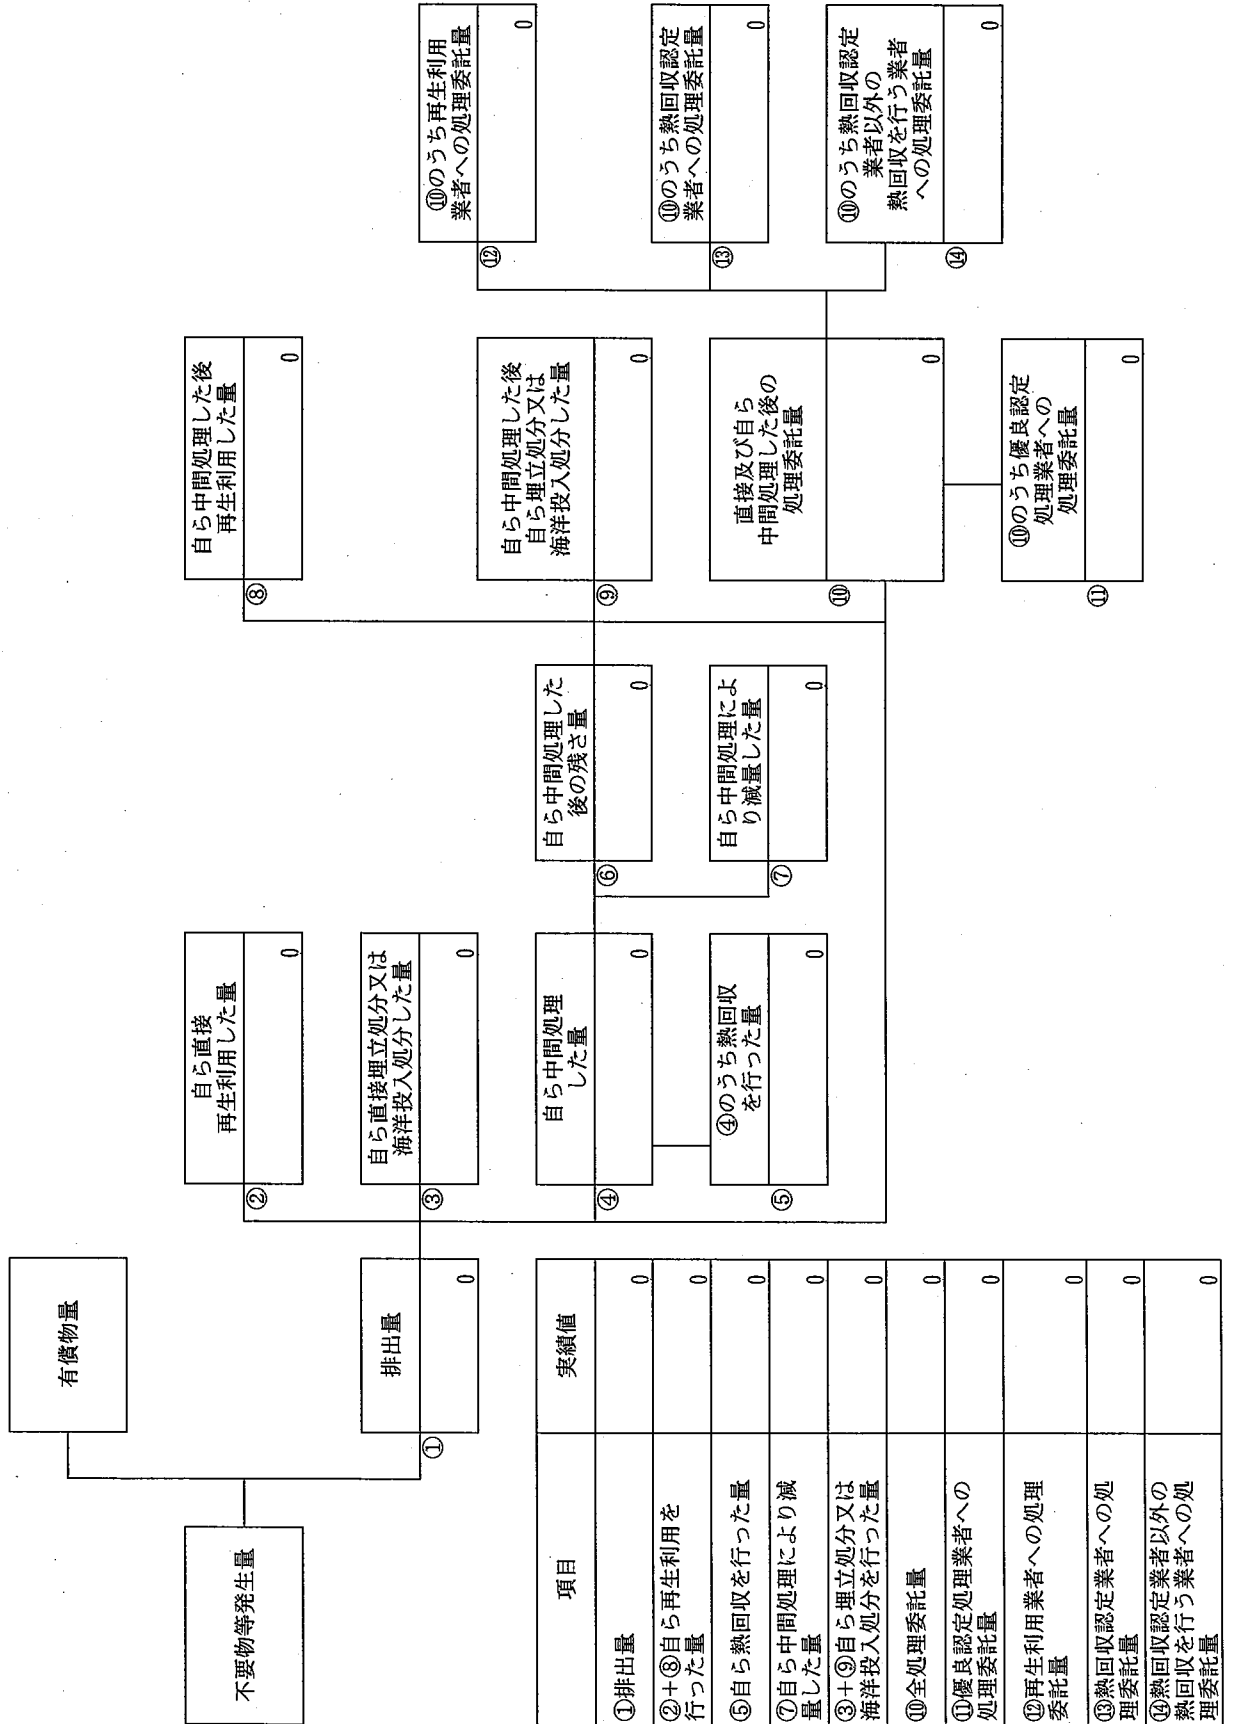 不要物等発生量
有償物量
排出量
①
0
自ら直接
再生利用した量
②
0
自ら直接埋立処分又は
海洋投入処分した量
③
0
自ら中間処理
した量
④
0
④のうち熱回収
を行った量
⑤
0
自ら中間処理した
後の残さ量
⑥
0
自ら中間処理によ
り減量した量
⑦
0
自ら中間処理した後
再生利用した量
⑧
0
自ら中間処理した後
自ら埋立処分又は
海洋投入処分した量
⑨
0
直接及び自ら
中間処理した後の
処理委託量
⑩
0
⑩のうち優良認定
処理業者への
処理委託量
⑪
0
⑩のうち再生利用
業者への処理委託量
⑫
0
⑩のうち熱回収認定
業者への処理委託量
⑬
0
⑩のうち熱回収認定
業者以外の
熱回収を行う業者
への処理委託量
⑭
0
項目 実績値
①排出量 0
②+⑧自ら再生利用を
行った量 0
⑤自ら熱回収を行った量 0
⑦自ら中間処理により減
量した量 0
③+⑨自ら埋立処分又は
海洋投入処分を行った量 0
⑩全処理委託量 0
⑪優良認定処理業者への
処理委託量 0
⑫再生利用業者への処理
委託量 0
⑬熱回収認定業者への処
理委託量 0
⑭熱回収認定業者以外の
熱回収を行う業者への処
理委託量 0